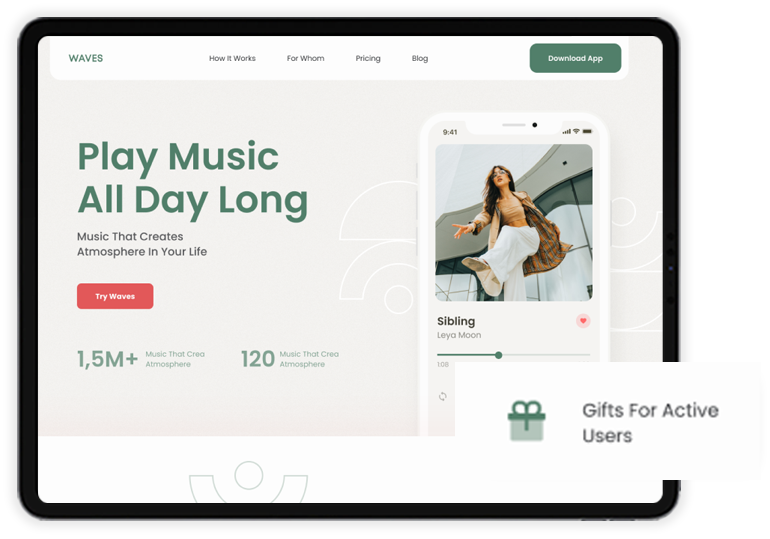 WAVES
How It Works
For Whom
Pricing
Blog
Download App
Play Music
All Day Long
Music That Creates
Atmosphere In Your Life
Try Waves
1,5M+
Music That Crea
Atmosphere
120
Music That Crea
Atmosphere
9:41
Sibling
Leya Moon
1:08
Gifts For Active
Users